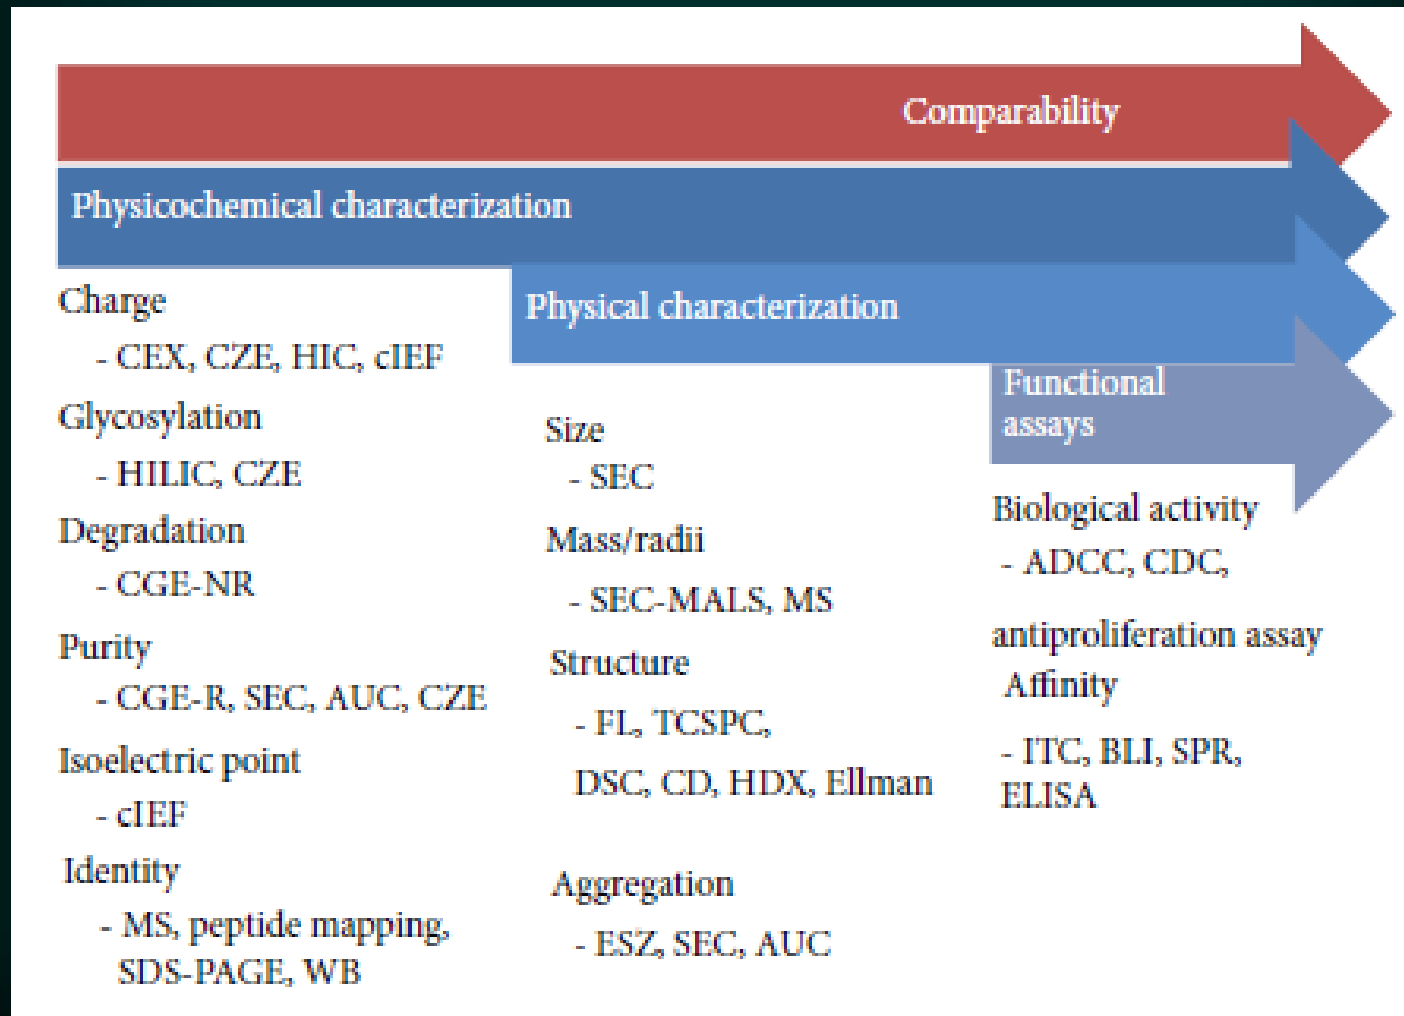 Comparability
Physicochemical characterization
Charge
- CEX, CZE, HIC, cIEF
Glycosylation
- HILIC, CZE
Degradation
- CGE-NR
Purity
- CGE-R, SEC, AUC, CZE
Isoelectric point
- cIEF
Identity
- MS, peptide mapping,
SDS-PAGE, WB
Physical characterization
Size
- SEC
Mass/radii
- SEC-MALS, MS
Structure
- FL, TCSPC,
DSC, CD, HDX, Ellman
Aggregation
- ESZ, SEC, AUC
Functional
assays
Biological activity
- ADCC, CDC,
antiproliferation assay
Affinity
- ITC, BLI, SPR,
ELISA